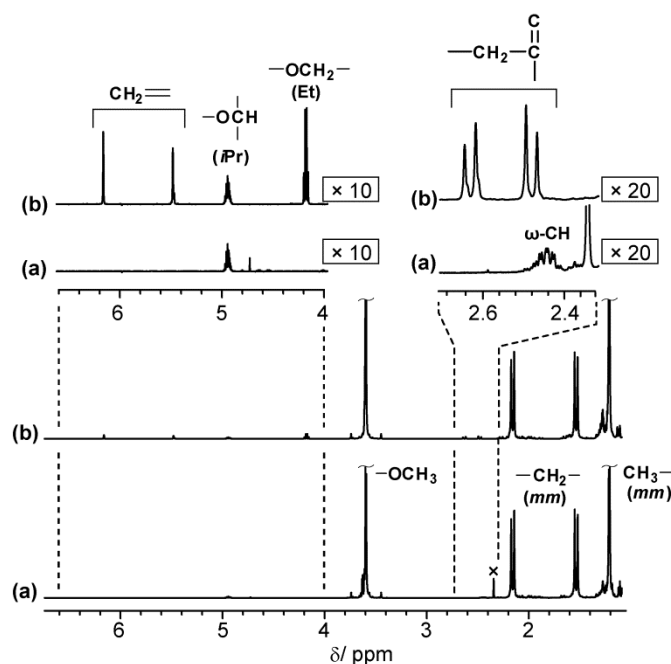 C
CH₂═
—OCH—
(iPr)
—OCH₂—
(Et)
—CH₂—C
(b)
× 10
(b)
× 20
ω-CH
(a)
× 10
(a)
× 20
6 5 4
2.6 2.4
(b)
—OCH₃
—CH₂—
(mm)
CH₃—
(mm)
×
(a)
6 5 4 3 2
δ/ ppm